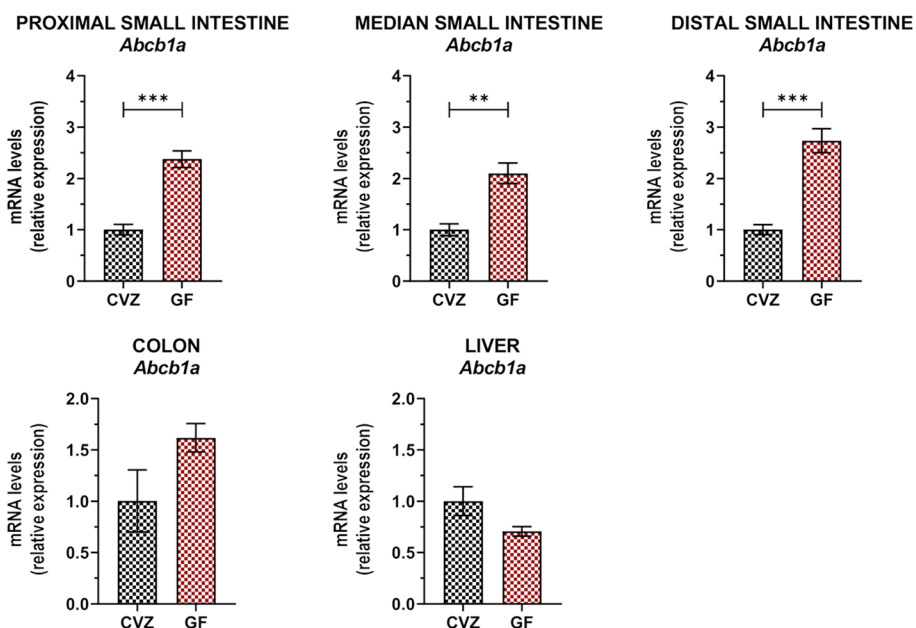 PROXIMAL SMALL INTESTINE
Abcb1a
mRNA levels
(relative expression)
4
3
2
1
0
***
CVZ GF
MEDIAN SMALL INTESTINE
Abcb1a
mRNA levels
(relative expression)
4
3
2
1
0
**
CVZ GF
DISTAL SMALL INTESTINE
Abcb1a
mRNA levels
(relative expression)
4
3
2
1
0
***
CVZ GF
COLON
Abcb1a
mRNA levels
(relative expression)
2.0
1.5
1.0
0.5
0.0
CVZ GF
LIVER
Abcb1a
mRNA levels
(relative expression)
2.0
1.5
1.0
0.5
0.0
CVZ GF